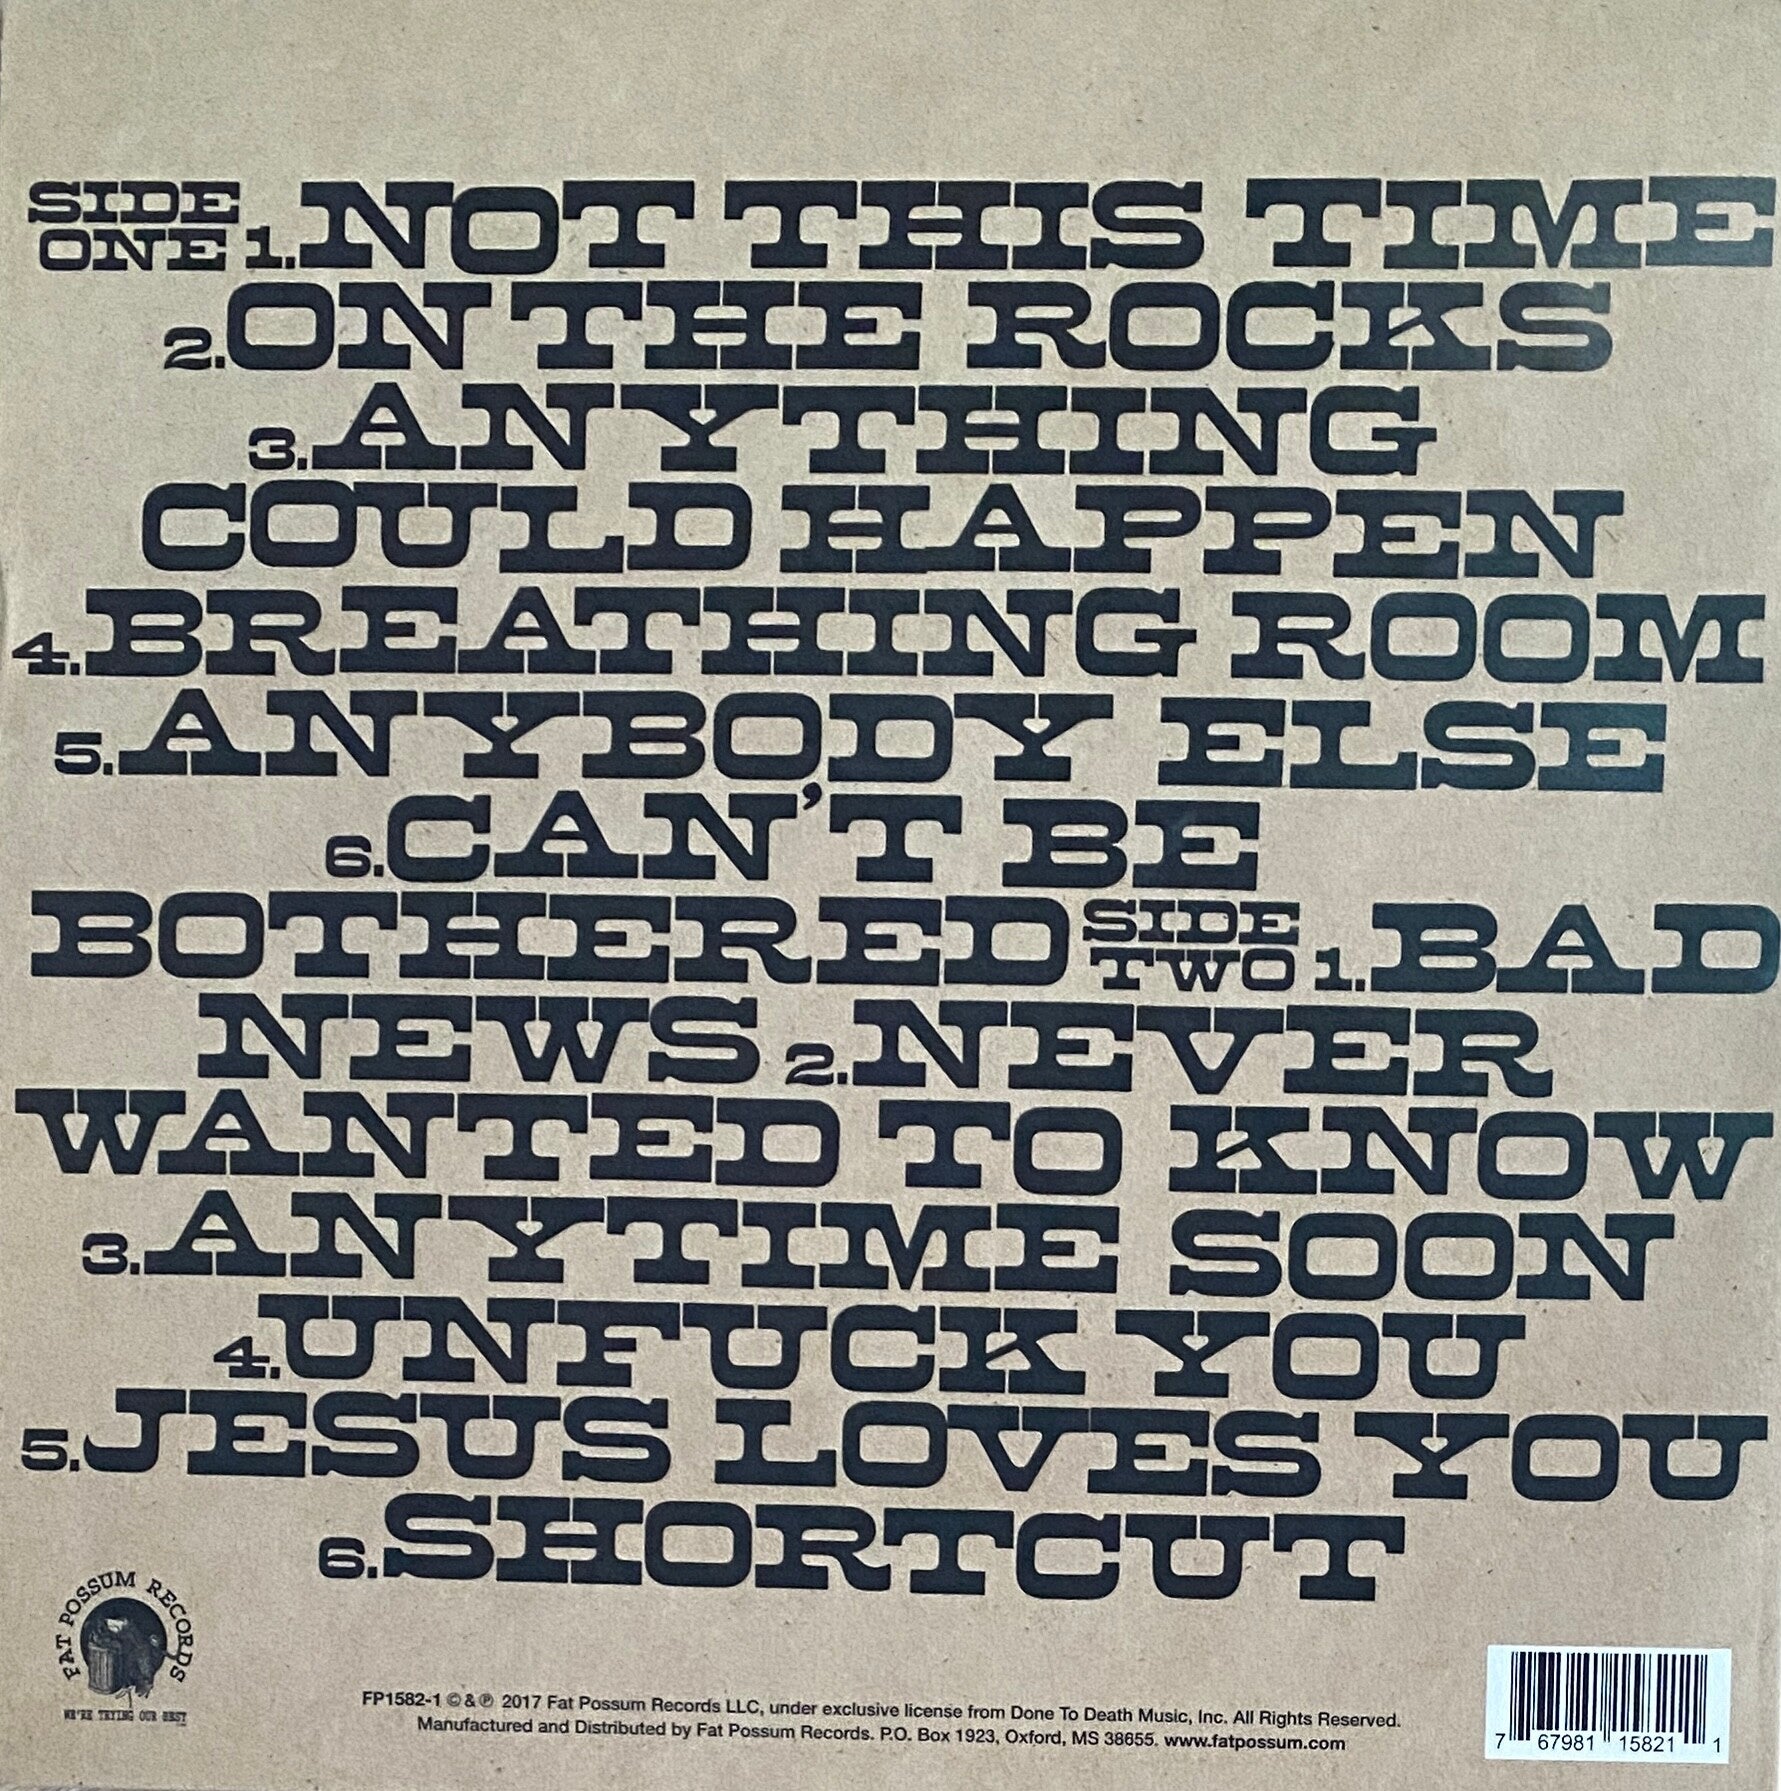 SIDE ONE 1. NOT THIS TIME
2. ON THE ROCKS
3. ANYTHING
COULD HAPPEN
4. BREATHING ROOM
5. ANYBODY ELSE
6. CAN'T BE
BOTHERED SIDE TWO 1. BAD
NEWS 2. NEVER
WANTED TO KNOW
3. ANYTIME SOON
4. UNFUCK YOU
5. JESUS LOVES YOU
6. SHORTCUT
FAT POSSUM RECORDS
WE'RE TRYING OUR BEST
FP1582-1 ©&℗ 2017 Fat Possum Records LLC, under exclusive license from Done To Death Music, Inc. All Rights Reserved.
Manufactured and Distributed by Fat Possum Records. P.O. Box 1923, Oxford, MS 38655. www.fatpossum.com
7 67981 15821 1